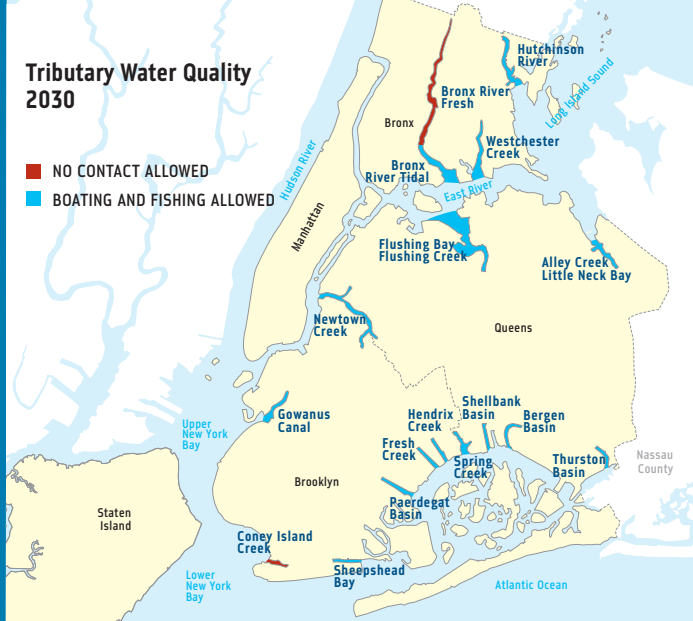 Tributary Water Quality
2030
NO CONTACT ALLOWED
BOATING AND FISHING ALLOWED
Hutchinson
River
Long Island Sound
Bronx River
Fresh
Bronx
Westchester
Creek
Bronx
River Tidal
East River
Hudson River
Manhattan
Flushing Bay
Flushing Creek
Alley Creek
Little Neck Bay
Newtown
Creek
Queens
Gowanus
Canal
Upper
New York
Bay
Hendrix
Creek
Shellbank
Basin
Bergen
Basin
Fresh
Creek
Spring
Creek
Thurston
Basin
Nassau
County
Brooklyn
Paerdegat
Basin
Staten
Island
Coney Island
Creek
Sheepshead
Bay
Lower
New York
Bay
Atlantic Ocean